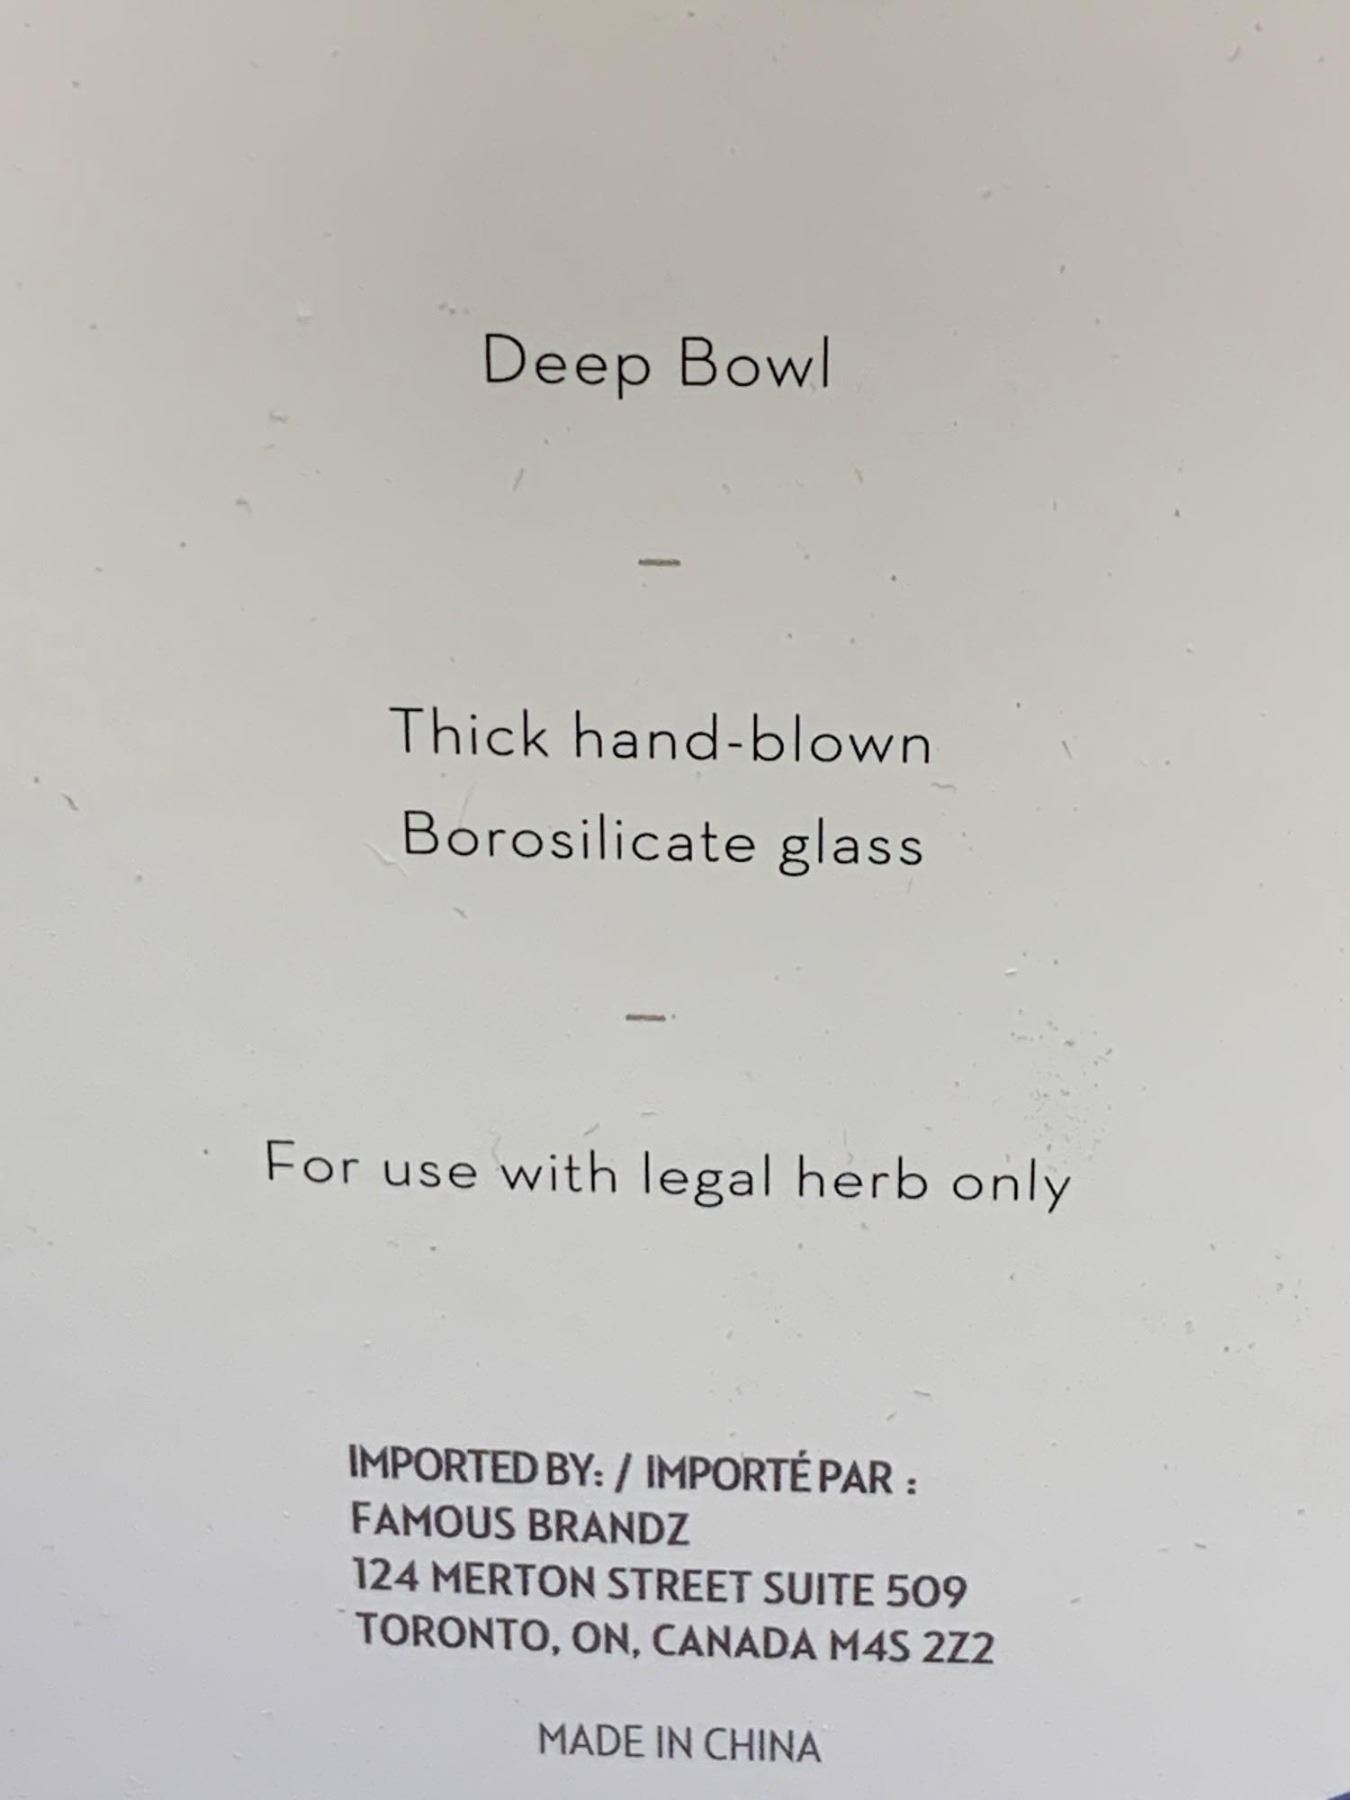 Deep Bowl
—
Thick hand-blown
Borosilicate glass
—
For use with legal herb only
IMPORTED BY: / IMPORTÉ PAR :
FAMOUS BRANDZ
124 MERTON STREET SUITE 509
TORONTO, ON, CANADA M4S 2Z2
MADE IN CHINA